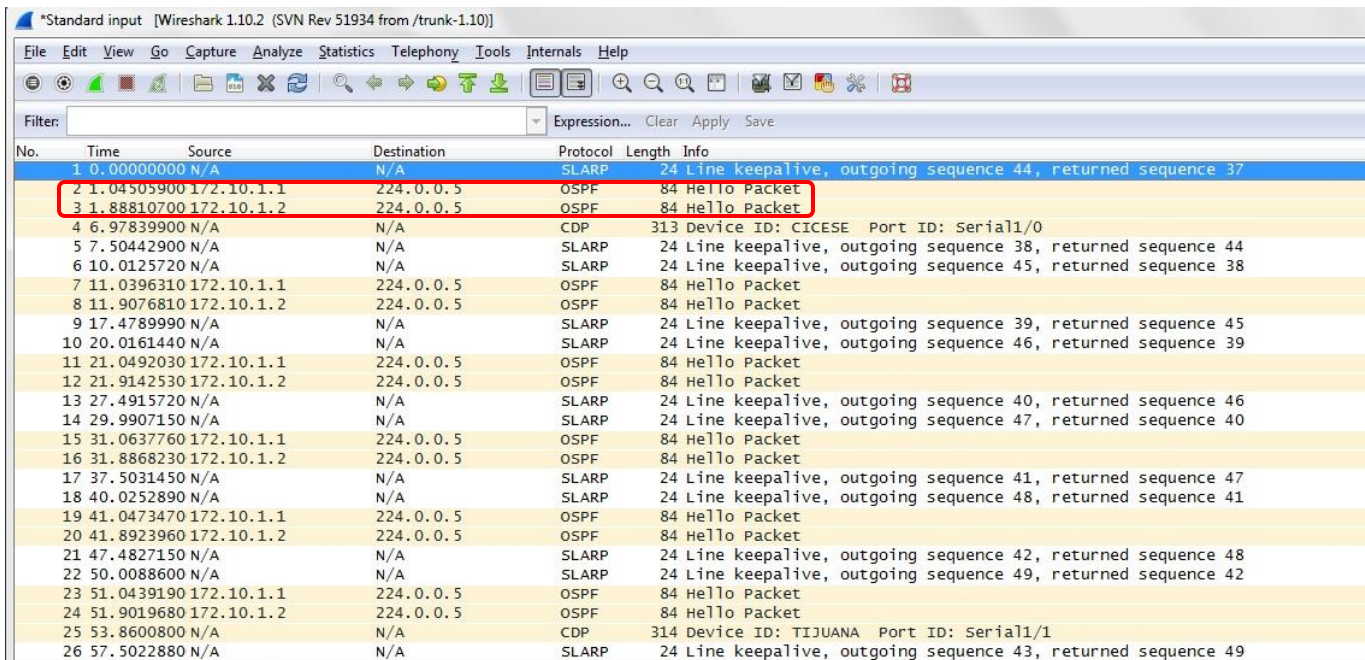 *Standard input [Wireshark 1.10.2 (SVN Rev 51934 from /trunk-1.10)]
File Edit View Go Capture Analyze Statistics Telephony Tools Internals Help
Filter: Expression... Clear Apply Save
No. Time Source Destination Protocol Length Info
1 0.00000000 N/A N/A SLARP 24 Line keepalive, outgoing sequence 44, returned sequence 37
2 1.04505900 172.10.1.1 224.0.0.5 OSPF 84 Hello Packet
3 1.88810700 172.10.1.2 224.0.0.5 OSPF 84 Hello Packet
4 6.97839900 N/A N/A CDP 313 Device ID: CICESE Port ID: Serial1/0
5 7.50442900 N/A N/A SLARP 24 Line keepalive, outgoing sequence 38, returned sequence 44
6 10.0125720 N/A N/A SLARP 24 Line keepalive, outgoing sequence 45, returned sequence 38
7 11.0396310 172.10.1.1 224.0.0.5 OSPF 84 Hello Packet
8 11.9076810 172.10.1.2 224.0.0.5 OSPF 84 Hello Packet
9 17.4789990 N/A N/A SLARP 24 Line keepalive, outgoing sequence 39, returned sequence 45
10 20.0161440 N/A N/A SLARP 24 Line keepalive, outgoing sequence 46, returned sequence 39
11 21.0492030 172.10.1.1 224.0.0.5 OSPF 84 Hello Packet
12 21.9142530 172.10.1.2 224.0.0.5 OSPF 84 Hello Packet
13 27.4915720 N/A N/A SLARP 24 Line keepalive, outgoing sequence 40, returned sequence 46
14 29.9907150 N/A N/A SLARP 24 Line keepalive, outgoing sequence 47, returned sequence 40
15 31.0637760 172.10.1.1 224.0.0.5 OSPF 84 Hello Packet
16 31.8868230 172.10.1.2 224.0.0.5 OSPF 84 Hello Packet
17 37.5031450 N/A N/A SLARP 24 Line keepalive, outgoing sequence 41, returned sequence 47
18 40.0252890 N/A N/A SLARP 24 Line keepalive, outgoing sequence 48, returned sequence 41
19 41.0473470 172.10.1.1 224.0.0.5 OSPF 84 Hello Packet
20 41.8923960 172.10.1.2 224.0.0.5 OSPF 84 Hello Packet
21 47.4827150 N/A N/A SLARP 24 Line keepalive, outgoing sequence 42, returned sequence 48
22 50.0088600 N/A N/A SLARP 24 Line keepalive, outgoing sequence 49, returned sequence 42
23 51.0439190 172.10.1.1 224.0.0.5 OSPF 84 Hello Packet
24 51.9019680 172.10.1.2 224.0.0.5 OSPF 84 Hello Packet
25 53.8600800 N/A N/A CDP 314 Device ID: TIJUANA Port ID: Serial1/1
26 57.5022880 N/A N/A SLARP 24 Line keepalive, outgoing sequence 43, returned sequence 49